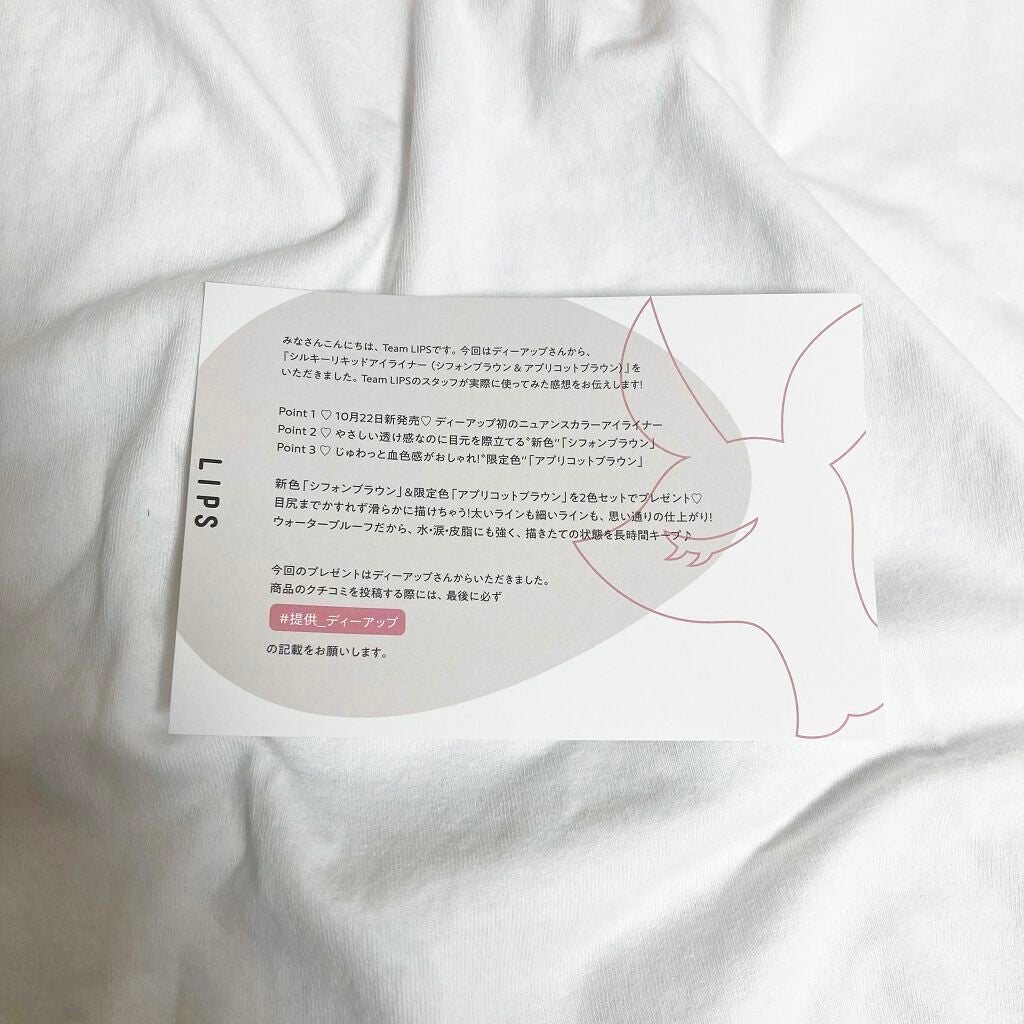 みなさんこんにちは、Team LIPSです。今回はディーアップさんから、
『シルキーリキッドアイライナー（シフォンブラウン & アプリコットブラウン）』を
いただきました。Team LIPSのスタッフが実際に使ってみた感想をお伝えします!
Point 1 ♡ 10月22日新発売♡ ディーアップ初のニュアンスカラーアイライナー
Point 2 ♡ やさしい透け感なのに目元を際立てる〝新色〟「シフォンブラウン」
Point 3 ♡ じゅわっと血色感がおしゃれ!〝限定色〟「アプリコットブラウン」
新色「シフォンブラウン」&限定色「アプリコットブラウン」を2色セットでプレゼント♡
目尻までかすれず滑らかに描けちゃう!太いラインも細いラインも、思い通りの仕上がり!
ウォータープルーフだから、水・涙・皮脂にも強く、描きたての状態を長時間キープ♪
今回のプレゼントはディーアップさんからいただきました。
商品のクチコミを投稿する際には、最後に必ず
#提供_ディーアップ
の記載をお願いします。
LIPS